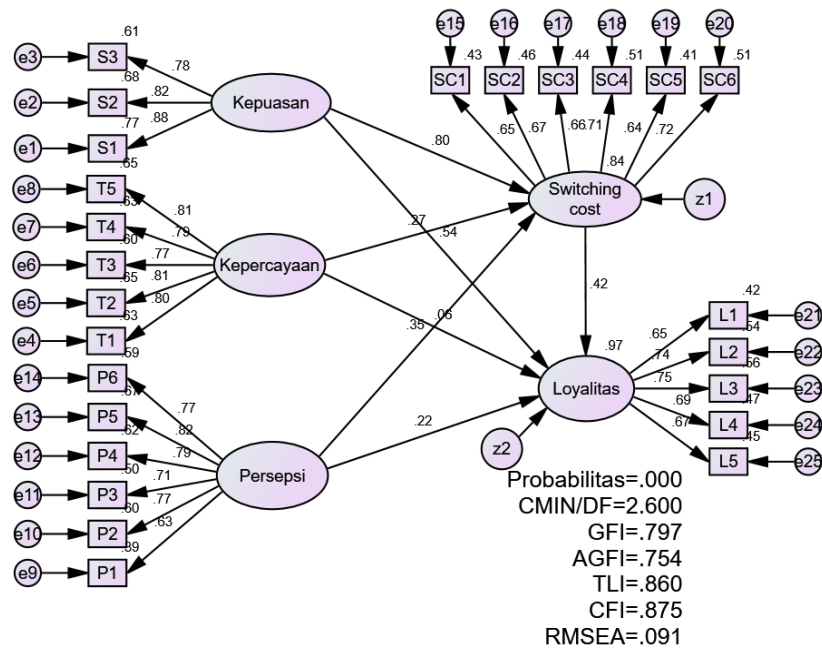 e15
e16
e17
e18
e19
e20
.61
.43
.46
.44
.51
.41
.51
e3
S3
.78
SC1
SC2
SC3
SC4
SC5
SC6
.68
e2
S2
.82
Kepuasan
.77
.88
.65
.67
.66
.71
.64
.72
e1
S1
.80
.84
.65
e8
T5
Switching
cost
z1
.81
.63
e7
T4
.79
.27
.54
.60
e6
T3
.77
Kepercayaan
.65
.81
e5
T2
.80
.42
.63
e4
T1
.35
.06
.97
.42
.59
.65
L1
e21
.54
e14
P6
.74
L2
e22
.56
.77
.67
.75
e13
P5
Loyalitas
L3
e23
.82
.22
.69
.47
.62
.67
L4
e24
e12
P4
.79
.45
.50
z2
L5
e25
e11
P3
.71
Persepsi
.60
.77
e10
P2
.63
.39
e9
P1
Probabilitas=.000
CMIN/DF=2.600
GFI=.797
AGFI=.754
TLI=.860
CFI=.875
RMSEA=.091